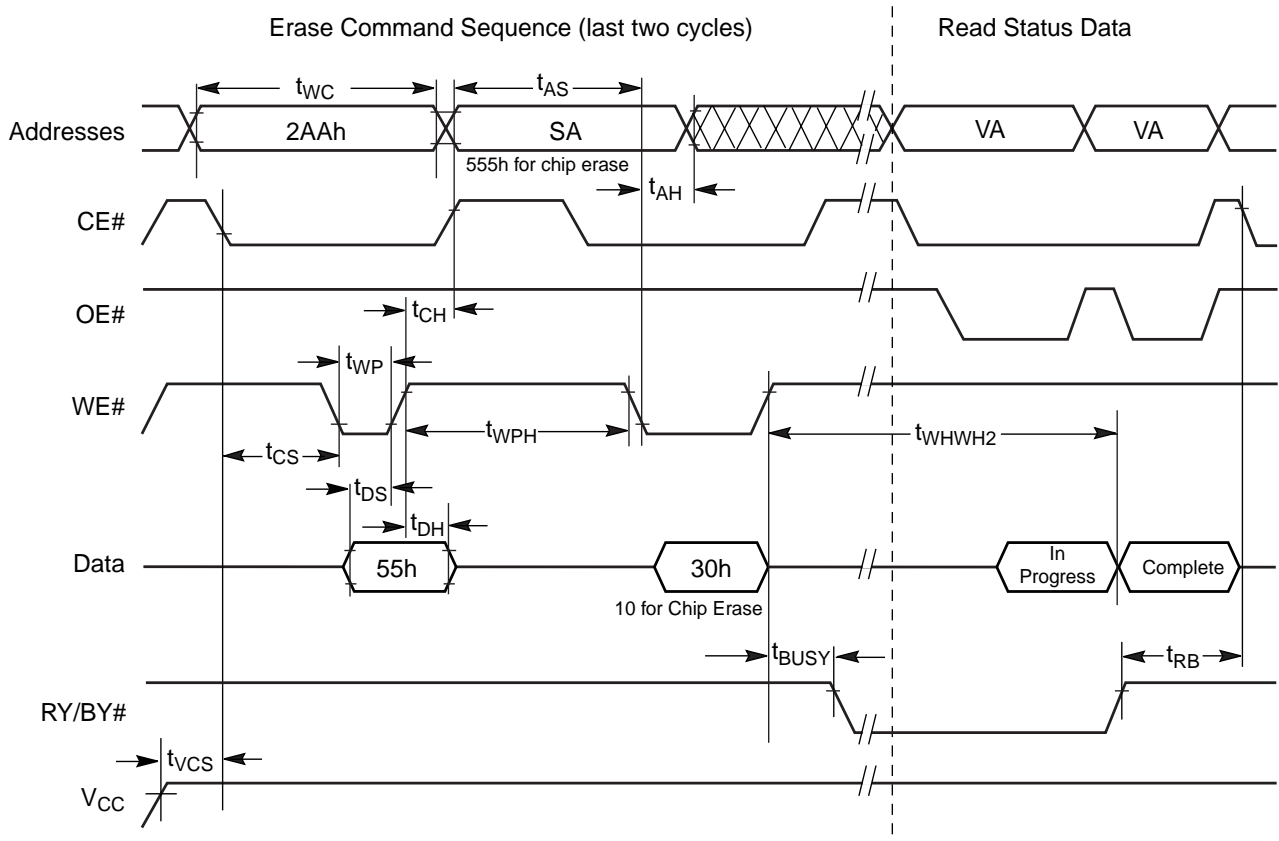 Erase Command Sequence (last two cycles)
Read Status Data
tWC
tAS
Addresses
2AAh
SA
VA
VA
555h for chip erase
tAH
CE#
OE#
tCH
tWP
WE#
tWPH
tWHWH2
tCS
tDS
tDH
Data
55h
30h
In
Progress
Complete
10 for Chip Erase
tBUSY
tRB
RY/BY#
tVCS
VCC